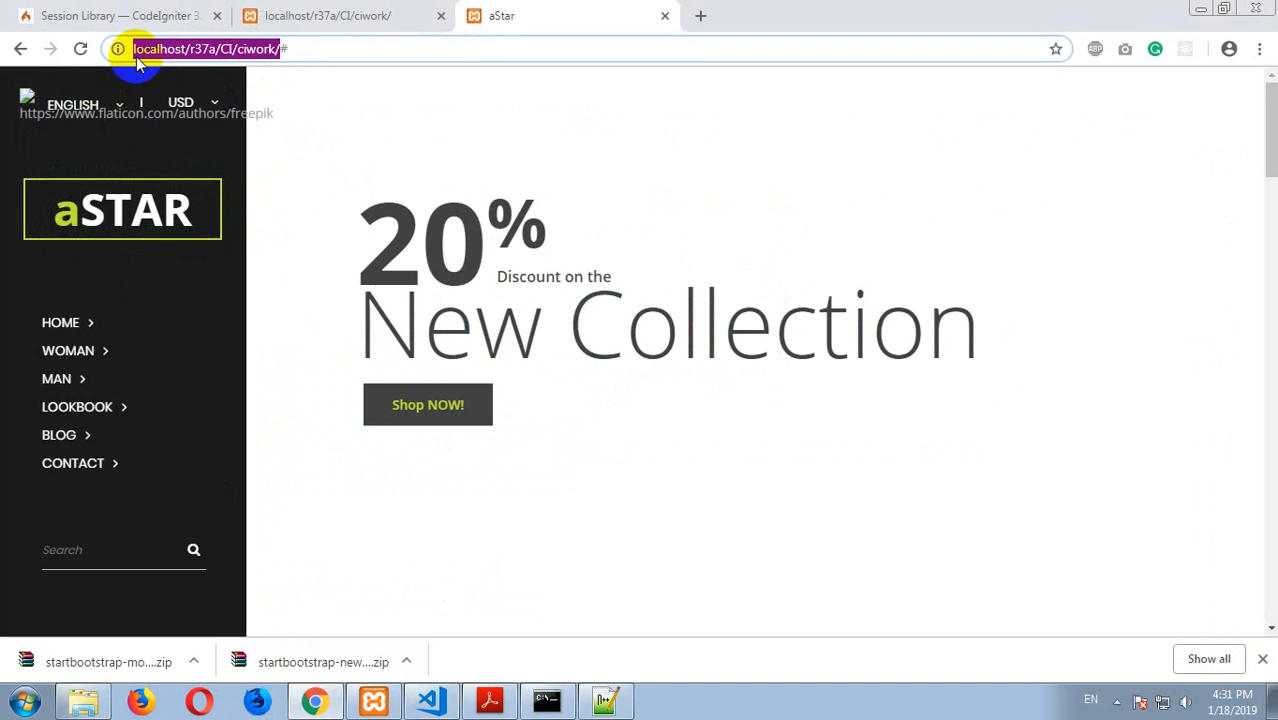 Session Library — CodeIgniter 3.
localhost/r37a/CI/ciwork/
aStar
localhost/r37a/CI/ciwork/#
ABP
ENGLISH | USD
https://www.flaticon.com/authors/freepik
aSTAR
HOME
WOMAN
MAN
LOOKBOOK
BLOG
CONTACT
Search
20%
Discount on the
New Collection
Shop NOW!
startbootstrap-mo....zip
startbootstrap-new....zip
Show all
EN
4:31 PM
1/18/2019